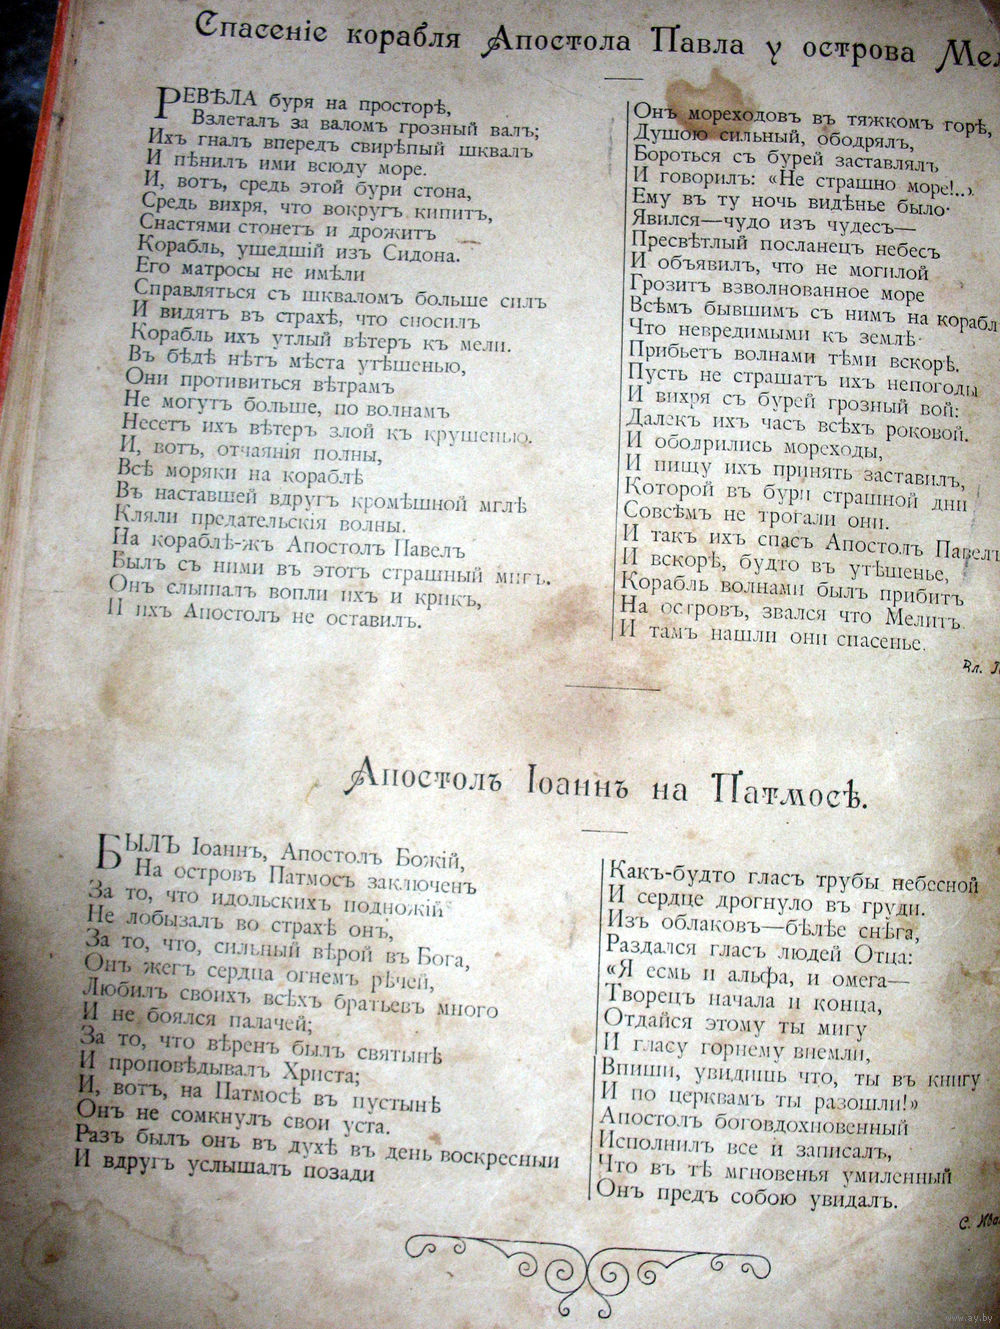 Спасеніе корабля Апостола Павла у острова
РЕВѢЛА буря на просторѣ,
Взлеталъ за валомъ грозный валъ;
Ихъ гналъ впередъ свирѣпый шквалъ
И пѣнилъ ими всюду море.
И, вотъ, средь этой бури стона,
Средь вихря, что вокругъ кипитъ,
Снастями стонетъ и дрожитъ
Корабль, ушедшій изъ Сидона.
Его матросы не имѣли
Справляться съ шкваломъ больше силъ
И видятъ въ страхѣ, что сносилъ
Корабль ихъ утлый вѣтеръ къ мели.
Въ бѣдѣ нѣтъ мѣста утѣшенью,
Они противиться вѣтрамъ
Не могутъ больше, по волнамъ
Несетъ ихъ вѣтеръ злой къ крушенью.
И, вотъ, отчаянія полны,
Всѣ моряки на кораблѣ
Въ наставшей вдругъ кромѣшной мглѣ
Кляли предательскія волны.
На кораблѣ-жъ Апостолъ Павелъ
Былъ съ ними въ этотъ страшный мигъ.
Онъ слышалъ вопли ихъ и крикъ,
И ихъ Апостолъ не оставилъ.
Онъ мореходовъ въ тяжкомъ горѣ,
Душою сильный, ободрялъ,
Бороться съ бурей заставлялъ
И говорилъ: «Не страшно море!..»
Ему въ ту ночь видѣнье было·
Явился—чудо изъ чудесъ—
Пресвѣтлый посланецъ небесъ
И объявилъ, что не могилой
Грозитъ взволнованное море
Всѣмъ бывшимъ съ нимъ на корабл
Что невредимыми къ землѣ·
Прибьетъ волнами тѣми вскорѣ.
Пусть не страшатъ ихъ непогоды
И вихря съ бурей грозный вой:
Далекъ ихъ часъ всѣхъ роковой.
И ободрились мореходы,
И пищу ихъ принять заставилъ,
Которой въ бури страшной дни
Совсѣмъ не трогали они.
И такъ ихъ спасъ Апостолъ Павелъ
И вскорѣ, будто въ утѣшенье,
Корабль волнами былъ прибитъ
На островъ, звался что Мелитъ
И тамъ нашли они спасенье.
Вл.
Апостолъ Іоаннъ на Патмосѣ.
БЫЛЪ Іоаннъ, Апостолъ Божій,
На островъ Патмосъ заключенъ
За то, что идольскихъ подножій
Не лобызалъ во страхѣ онъ,
За то, что, сильный вѣрой въ Бога,
Онъ жегъ сердца огнемъ рѣчей,
Любилъ своихъ всѣхъ братьевъ много
И не боялся палачей;
За то, что вѣренъ былъ святынѣ
И проповѣдывалъ Христа;
И, вотъ, на Патмосѣ въ пустынѣ
Онъ не сомкнулъ свои уста.
Разъ былъ онъ въ духѣ въ день воскресный
И вдругъ услышалъ позади
Какъ-будто гласъ трубы небесной
И сердце дрогнуло въ груди.
Изъ облаковъ—бѣлѣе снѣга,
Раздался гласъ людей Отца:
«Я есмь и альфа, и омега—
Творецъ начала и конца,
Отдайся этому ты мигу
И гласу горнему внемли,
Впиши, увидишь что, ты въ книгу
И по церквамъ ты разошли!»
Апостолъ боговдохновенный
Исполнилъ все и записалъ,
Что въ тѣ мгновенья умиленный
Онъ предъ собою увидалъ.
С.
www.ay.by